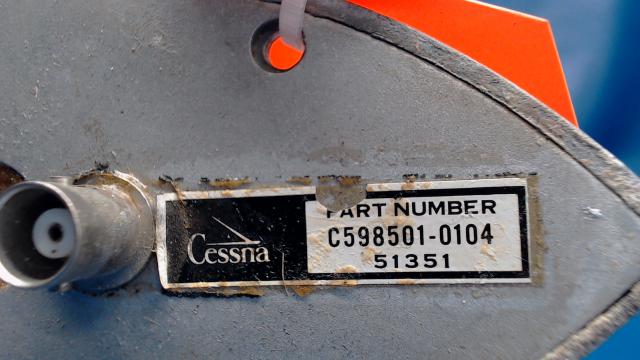 Cessna
PART NUMBER
C598501-0104
51351